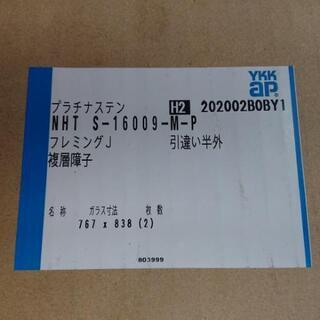 YKK
ap
プラチナステン H2 202002B0BY1
NHT S-16009-M-P
フレミングJ 引違い半外
複層障子
名称 ガラス寸法 枚数
767 x 838 (2)
803999